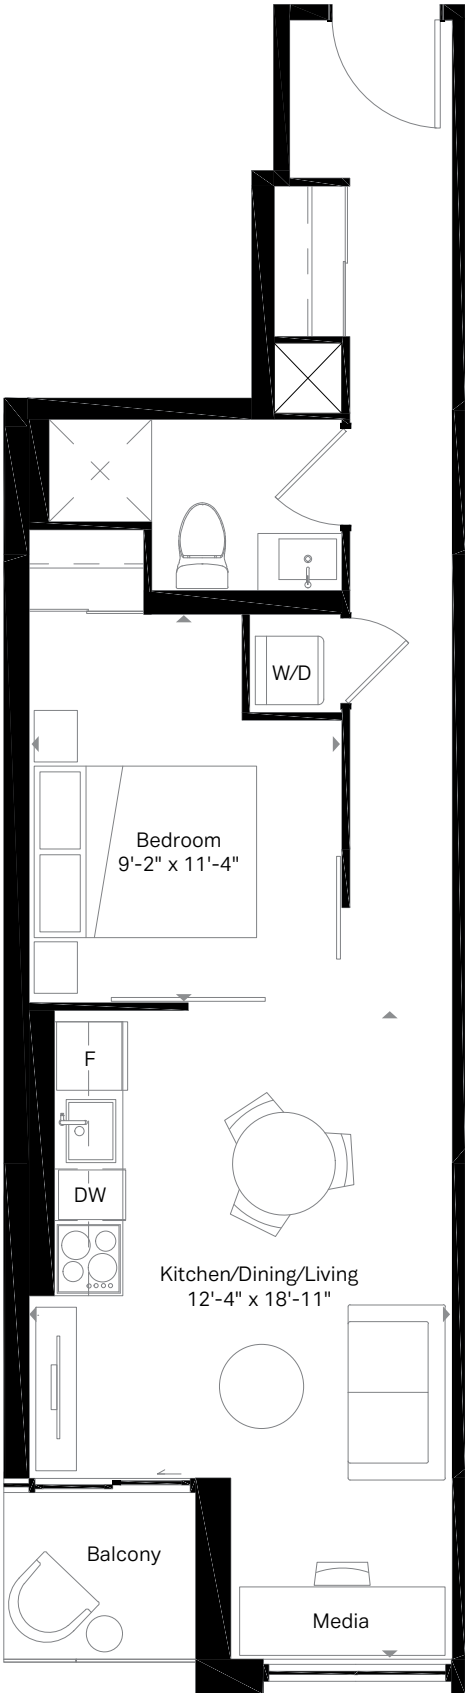 W/D
Bedroom
9'-2" x 11'-4"
F
DW
Kitchen/Dining/Living
12'-4" x 18'-11"
Balcony
Media